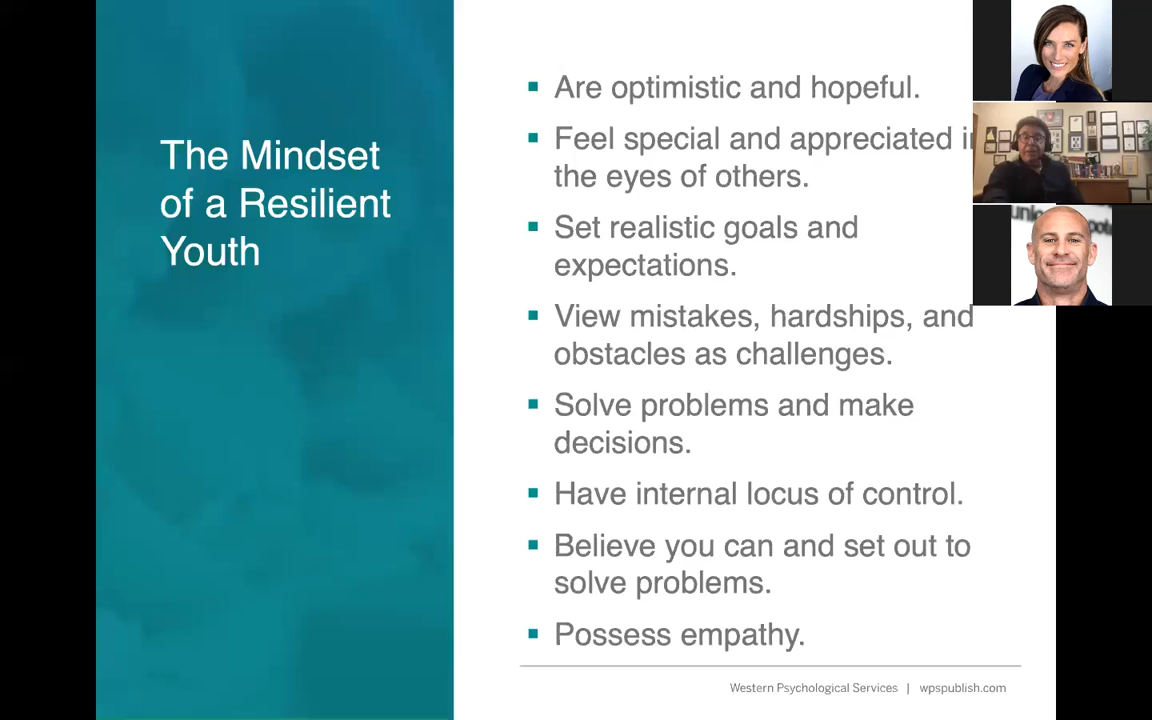 The Mindset
of a Resilient
Youth
▪ Are optimistic and hopeful.
▪ Feel special and appreciated in
the eyes of others.
▪ Set realistic goals and
expectations.
▪ View mistakes, hardships, and
obstacles as challenges.
▪ Solve problems and make
decisions.
▪ Have internal locus of control.
▪ Believe you can and set out to
solve problems.
▪ Possess empathy.
Western Psychological Services | wpspublish.com